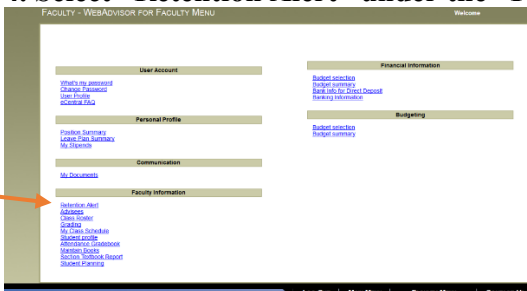 4. Select "Retention Alert" under the "F
FACULTY - WEBADVISOR FOR FACULTY MENU
Welcome
User Account
What's my password
Change Password
User Profile
eCentral FAQ
Personal Profile
Position Summary
Leave Plan Summary
My Stipends
Communication
My Documents
Faculty Information
Retention Alert
Advisees
Class Roster
Grading
My Class Schedule
Student profile
Attendance Gradebook
Maintain Books
Section Textbook Report
Student Planning
Financial Information
Budget selection
Budget summary
Bank Info for Direct Deposit
Banking Information
Budgeting
Budget selection
Budget summary